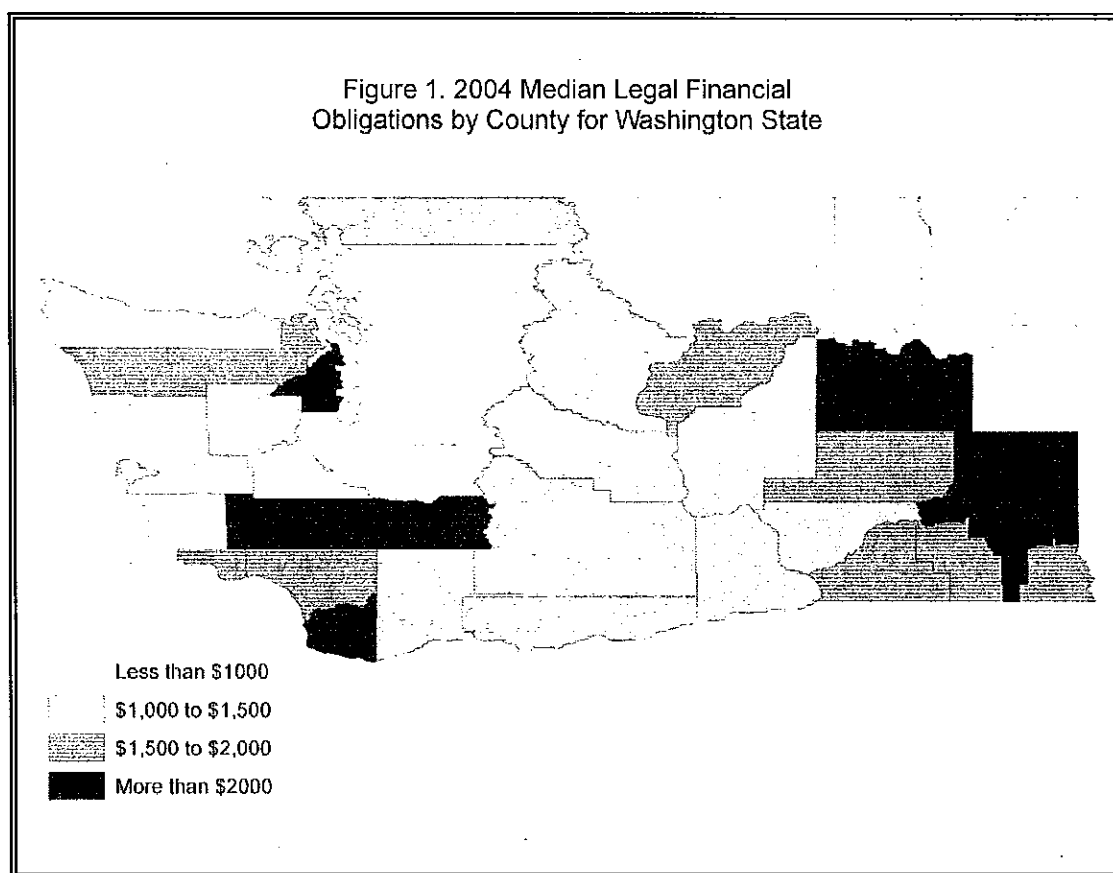 Figure 1. 2004 Median Legal Financial
Obligations by County for Washington State
Less than $1000
$1,000 to $1,500
$1,500 to $2,000
More than $2000